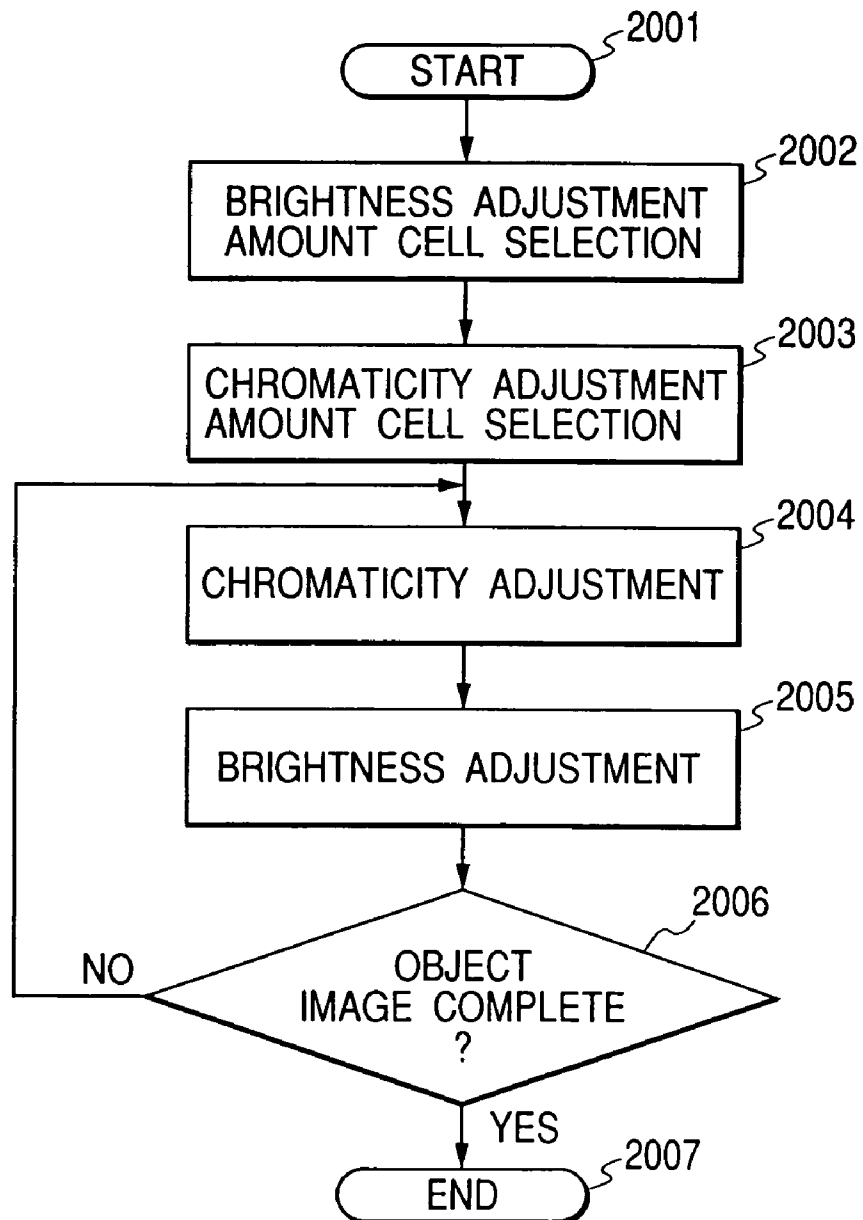 2001
START
2002
BRIGHTNESS ADJUSTMENT
AMOUNT CELL SELECTION
2003
CHROMATICITY ADJUSTMENT
AMOUNT CELL SELECTION
2004
CHROMATICITY ADJUSTMENT
2005
BRIGHTNESS ADJUSTMENT
2006
NO
OBJECT
IMAGE COMPLETE
?
YES
2007
END